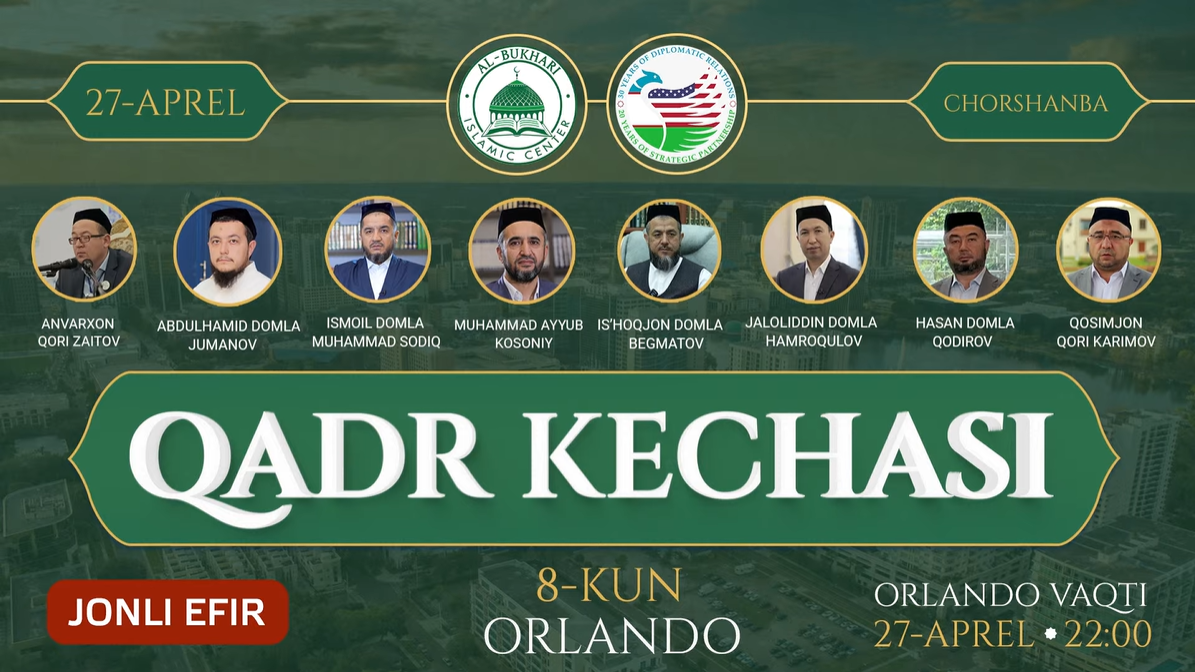 27-APREL
AL-BUKHARI
ISLAMIC CENTER
30 YEARS OF DIPLOMATIC RELATIONS
20 YEARS OF STRATEGIC PARTNERSHIP
CHORSHANBA
ANVARXON
QORI ZAITOV
ABDULHAMID DOMLA
JUMANOV
ISMOIL DOMLA
MUHAMMAD SODIQ
MUHAMMAD AYYUB
KOSONIY
IS'HOQJON DOMLA
BEGMATOV
JALOLIDDIN DOMLA
HAMROQULOV
HASAN DOMLA
QODIROV
QOSIMJON
QORI KARIMOV
QADR KECHASI
JONLI EFIR
8-KUN
ORLANDO
ORLANDO VAQTI
27-APREL • 22:00